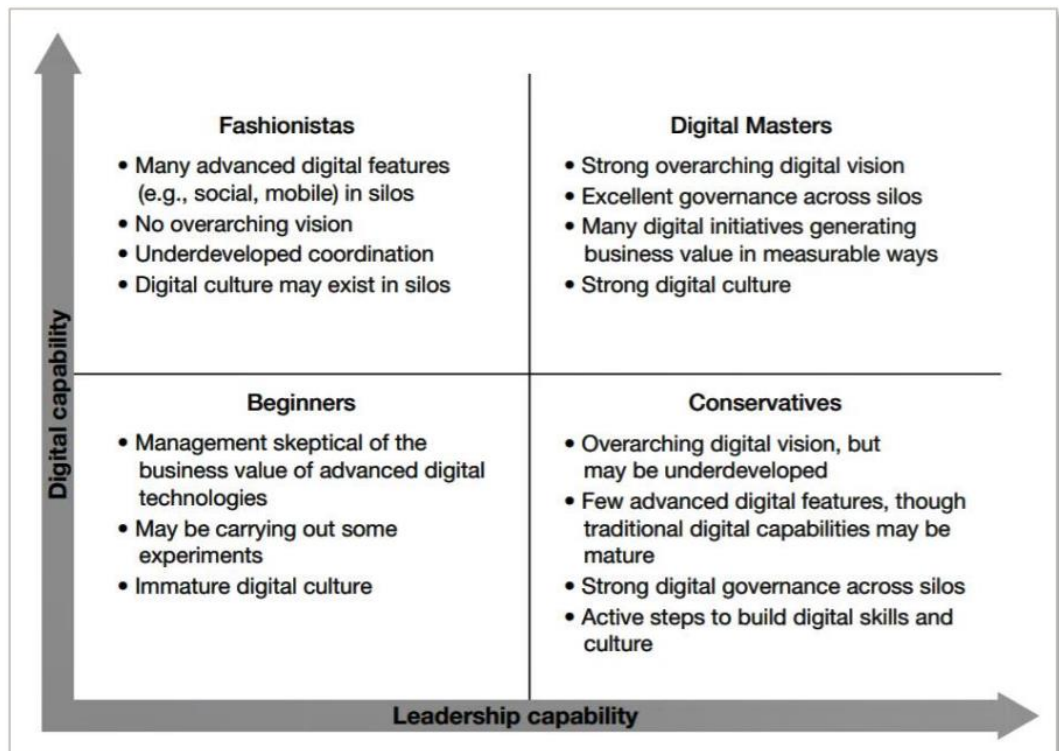 Fashionistas
• Many advanced digital features
(e.g., social, mobile) in silos
• No overarching vision
• Underdeveloped coordination
• Digital culture may exist in silos
Digital Masters
• Strong overarching digital vision
• Excellent governance across silos
• Many digital initiatives generating
business value in measurable ways
• Strong digital culture
Beginners
• Management skeptical of the
business value of advanced digital
technologies
• May be carrying out some
experiments
• Immature digital culture
Conservatives
• Overarching digital vision, but
may be underdeveloped
• Few advanced digital features, though
traditional digital capabilities may be
mature
• Strong digital governance across silos
• Active steps to build digital skills and
culture
Digital capability
Leadership capability